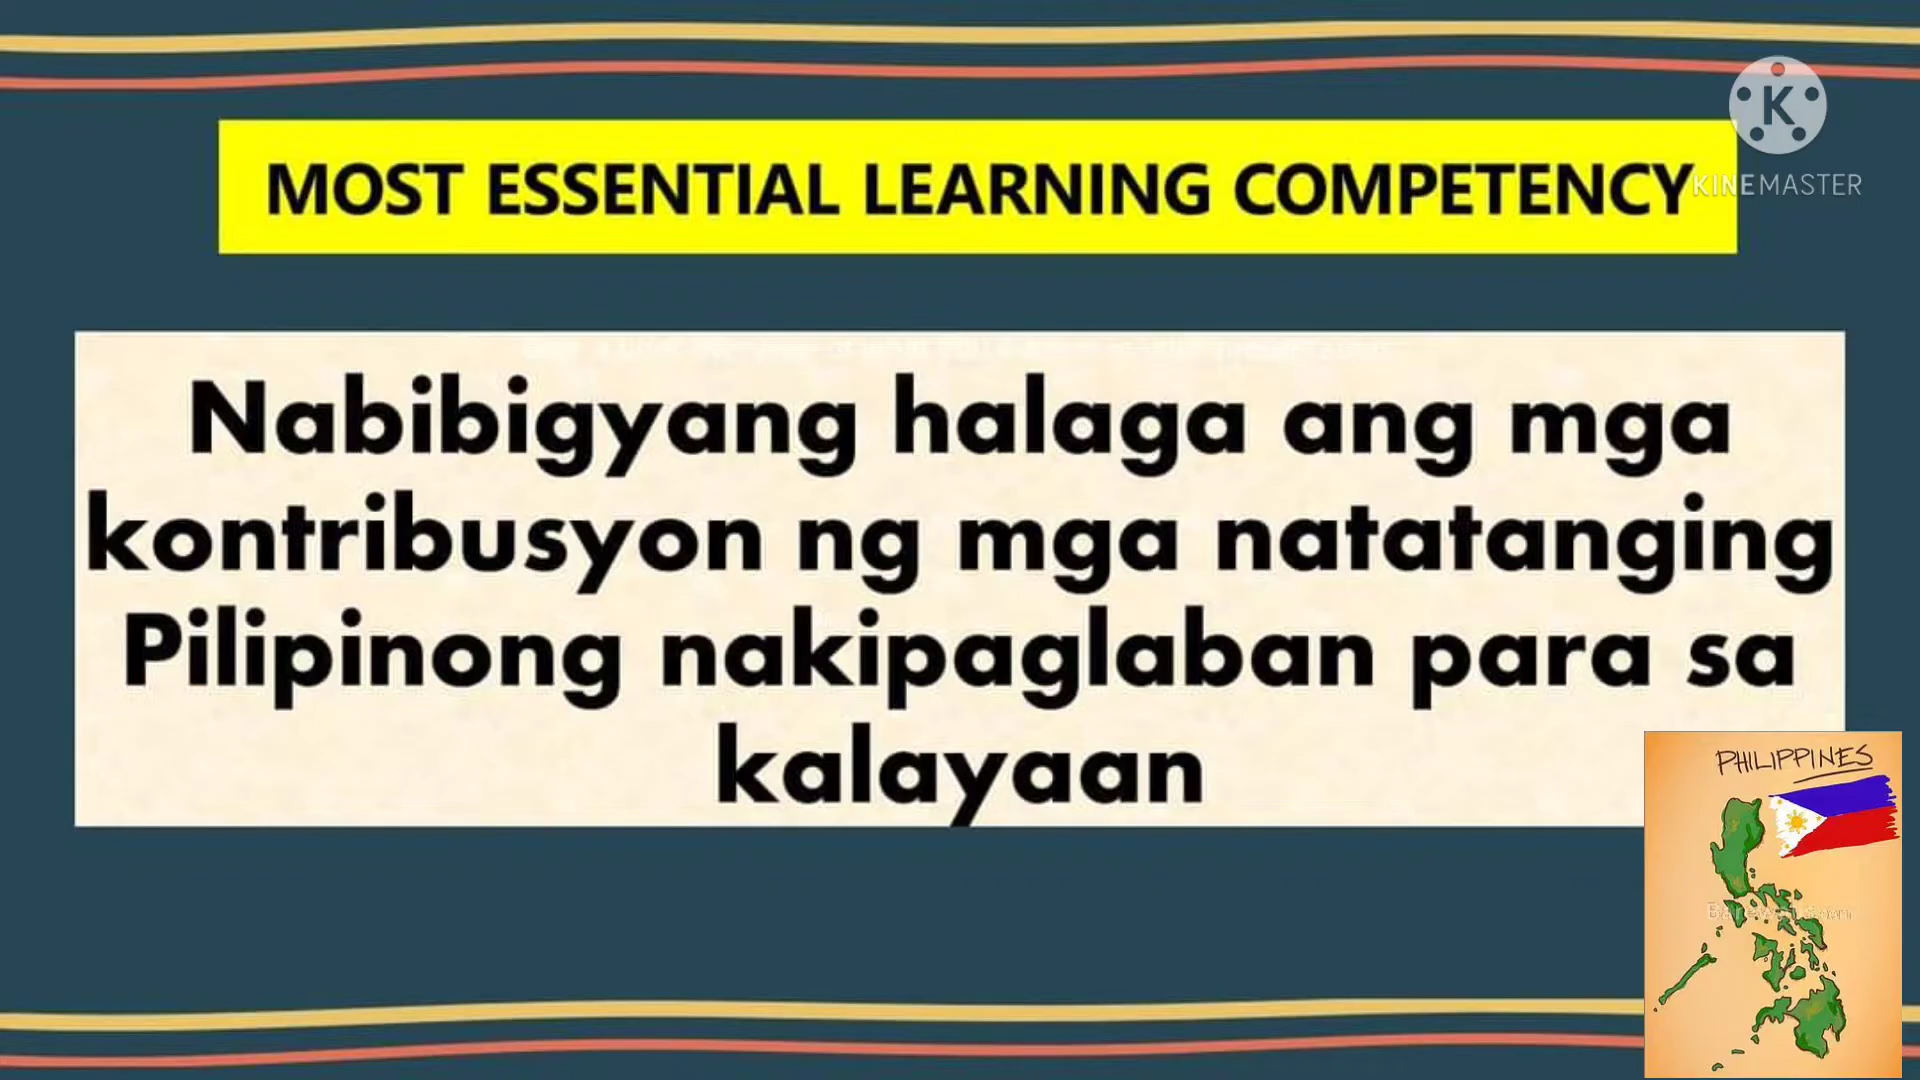 K
KINEMASTER
MOST ESSENTIAL LEARNING COMPETENCY
Nabibigyang halaga ang mga
kontribusyon ng mga natatanging
Pilipinong nakipaglaban para sa
kalayaan
PHILIPPINES